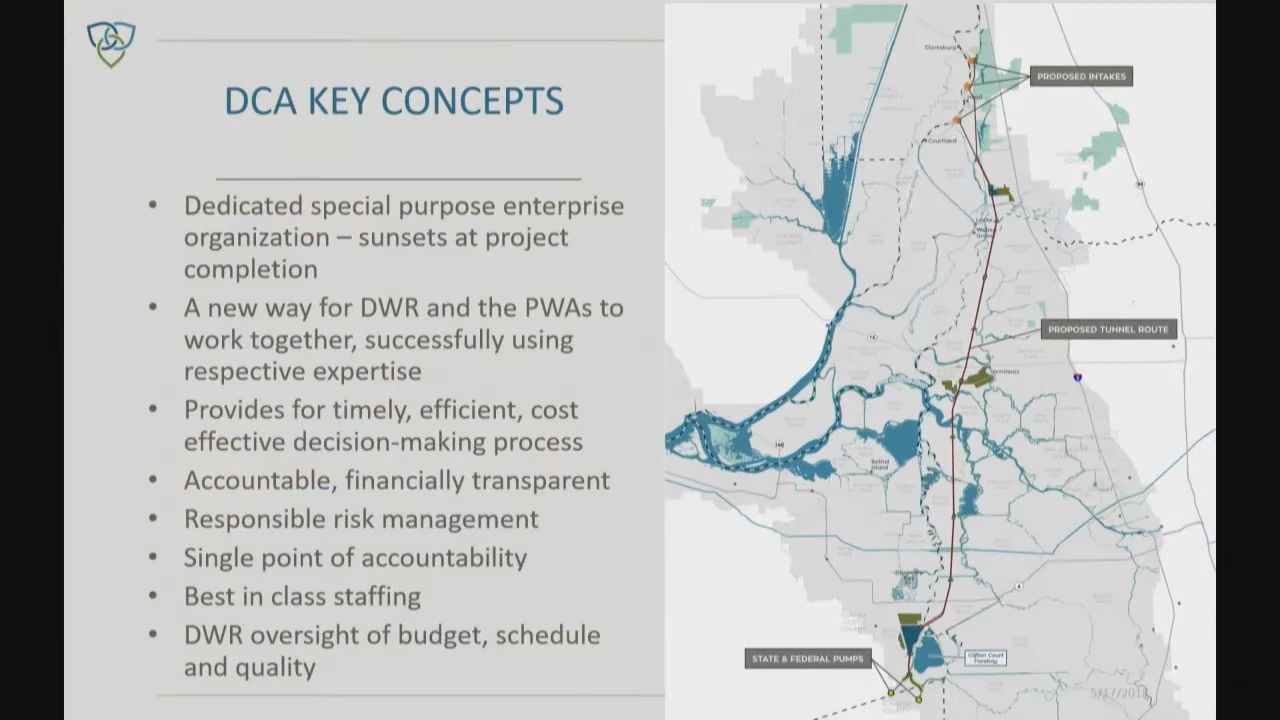 DCA KEY CONCEPTS
• Dedicated special purpose enterprise
organization – sunsets at project
completion
• A new way for DWR and the PWAs to
work together, successfully using
respective expertise
• Provides for timely, efficient, cost
effective decision-making process
• Accountable, financially transparent
• Responsible risk management
• Single point of accountability
• Best in class staffing
• DWR oversight of budget, schedule
and quality
Clarksburg
PROPOSED INTAKES
Courtland
PROPOSED TUNNEL ROUTE
Bethel
Island
STATE & FEDERAL PUMPS
Clifton Court
Forebay